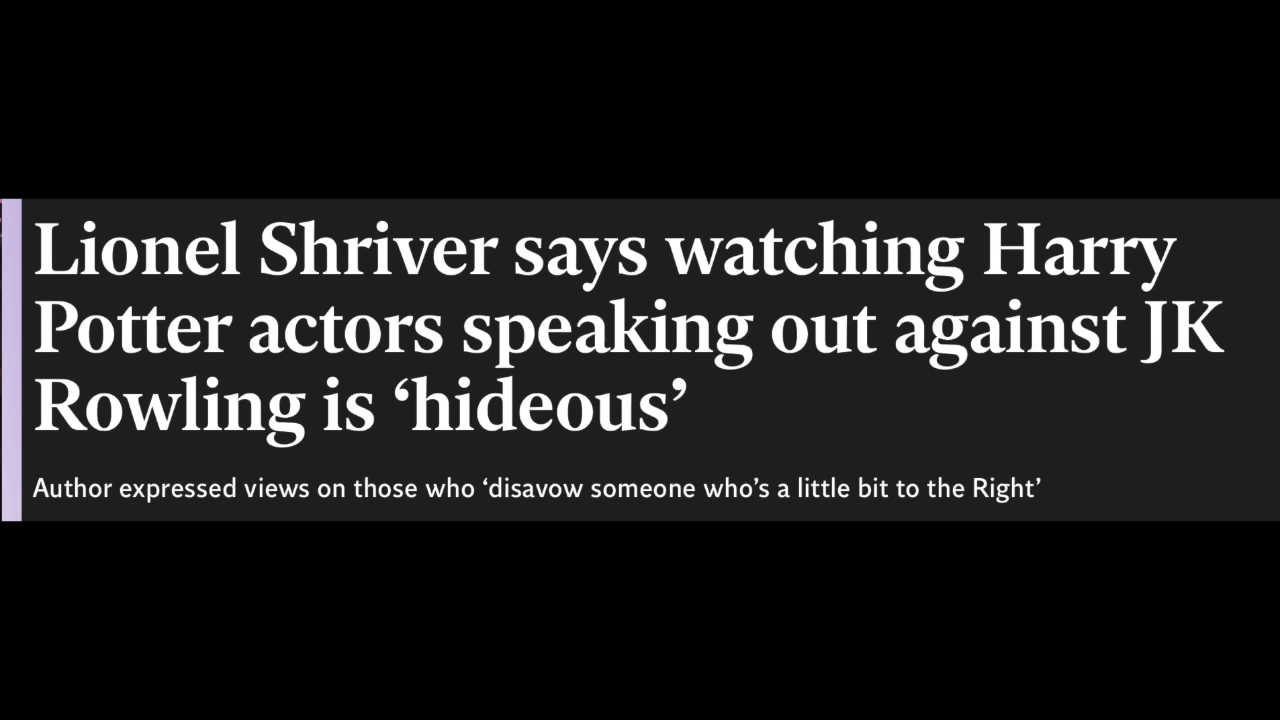 Lionel Shriver says watching Harry
Potter actors speaking out against JK
Rowling is ‘hideous’
Author expressed views on those who ‘disavow someone who’s a little bit to the Right’